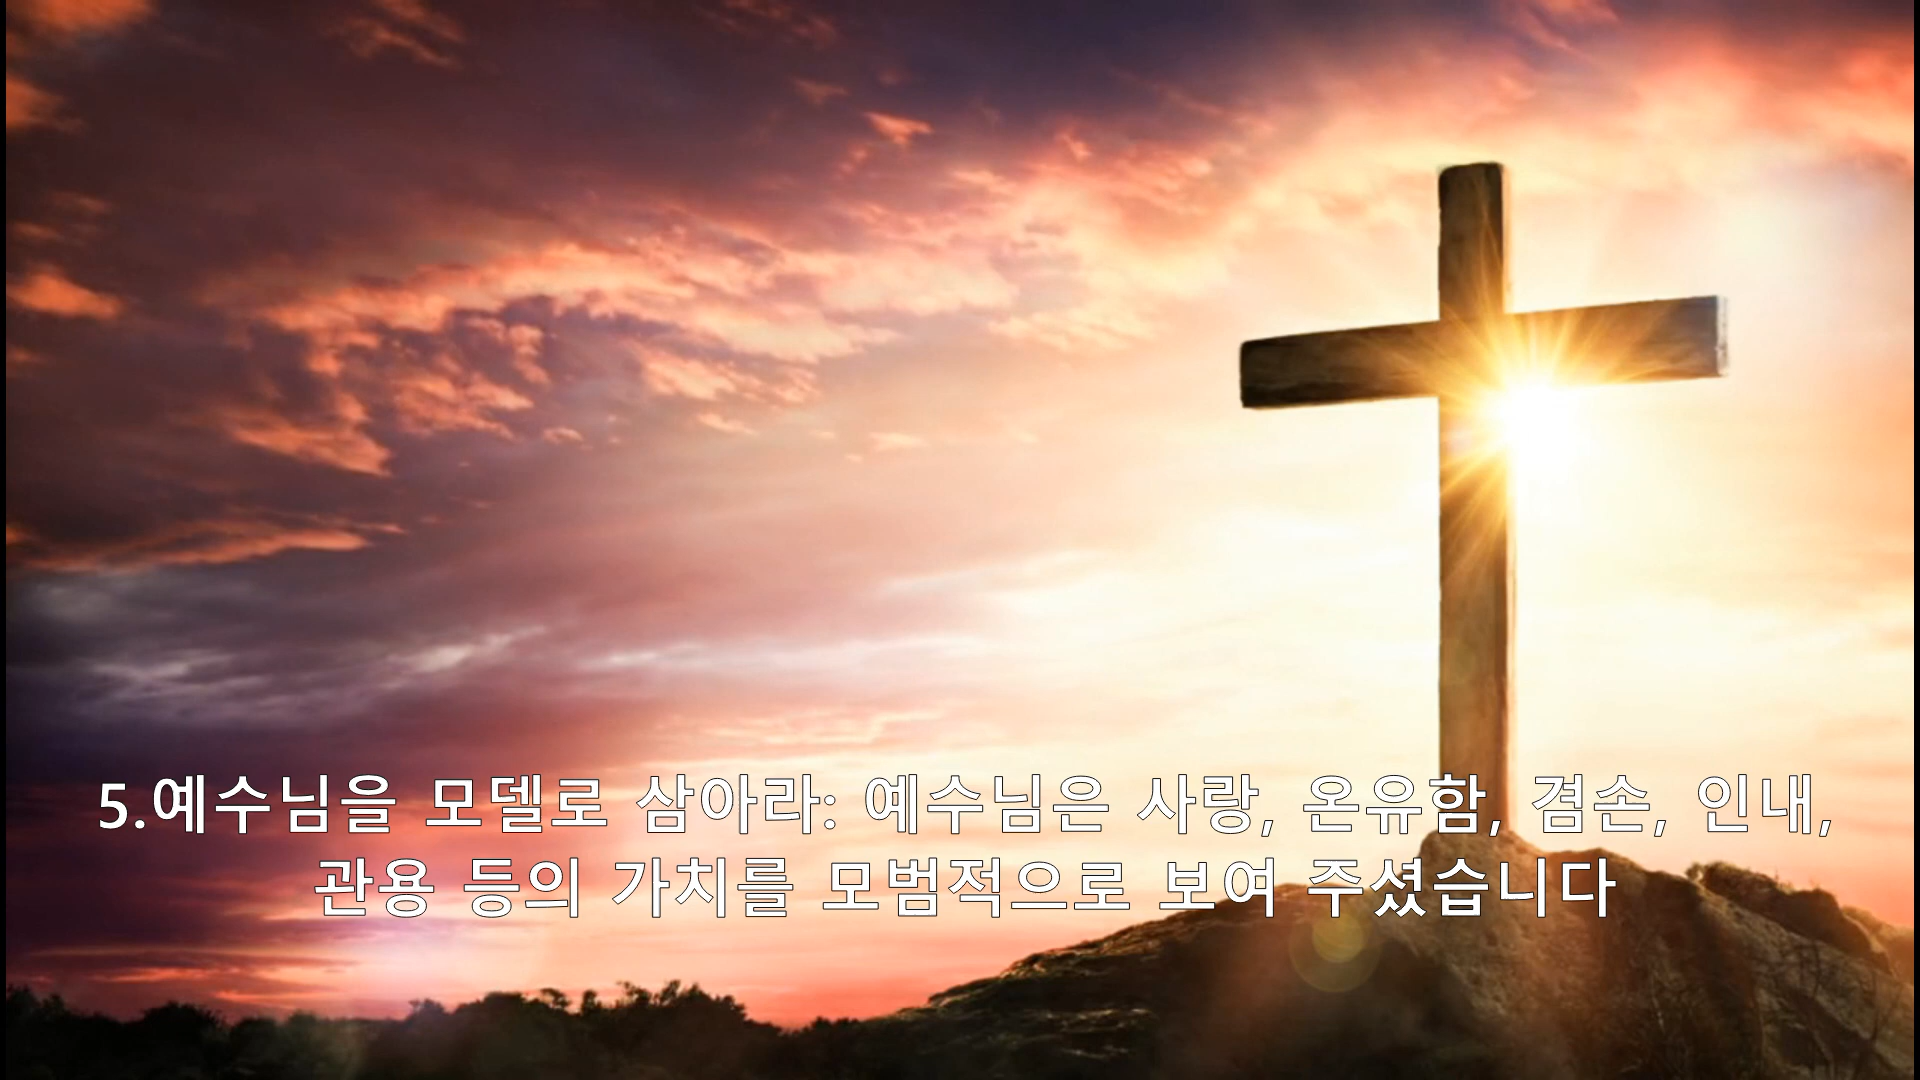 5.예수님을 모델로 삼아라: 예수님은 사랑, 온유함, 겸손, 인내,
관용 등의 가치를 모범적으로 보여 주셨습니다